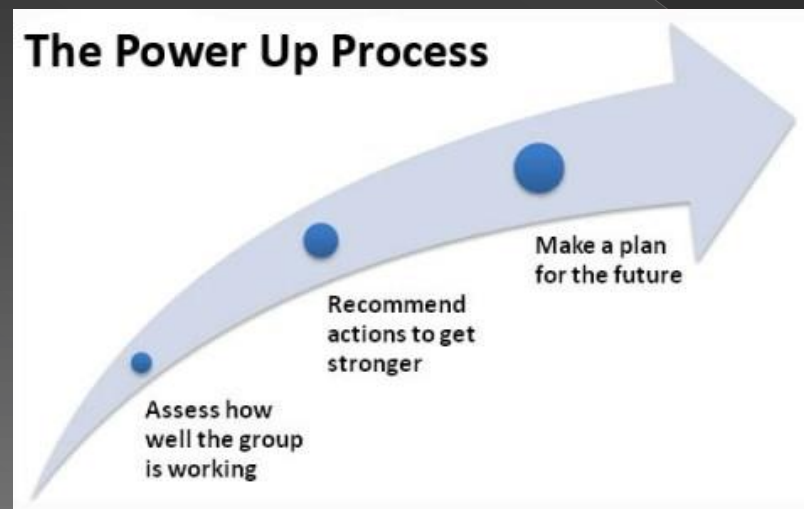 The Power Up Process
Assess how
well the group
is working
Recommend
actions to get
stronger
Make a plan
for the future